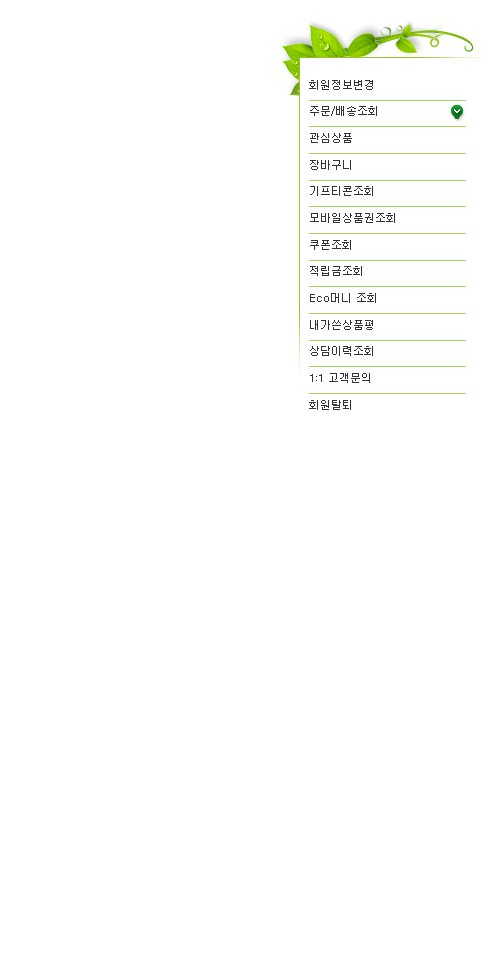 회원정보변경
주문/배송조회
관심상품
장바구니
기프티콘조회
모바일상품권조회
쿠폰조회
적립금조회
Eco머니 조회
내가쓴상품평
상담이력조회
1:1 고객문의
회원탈퇴